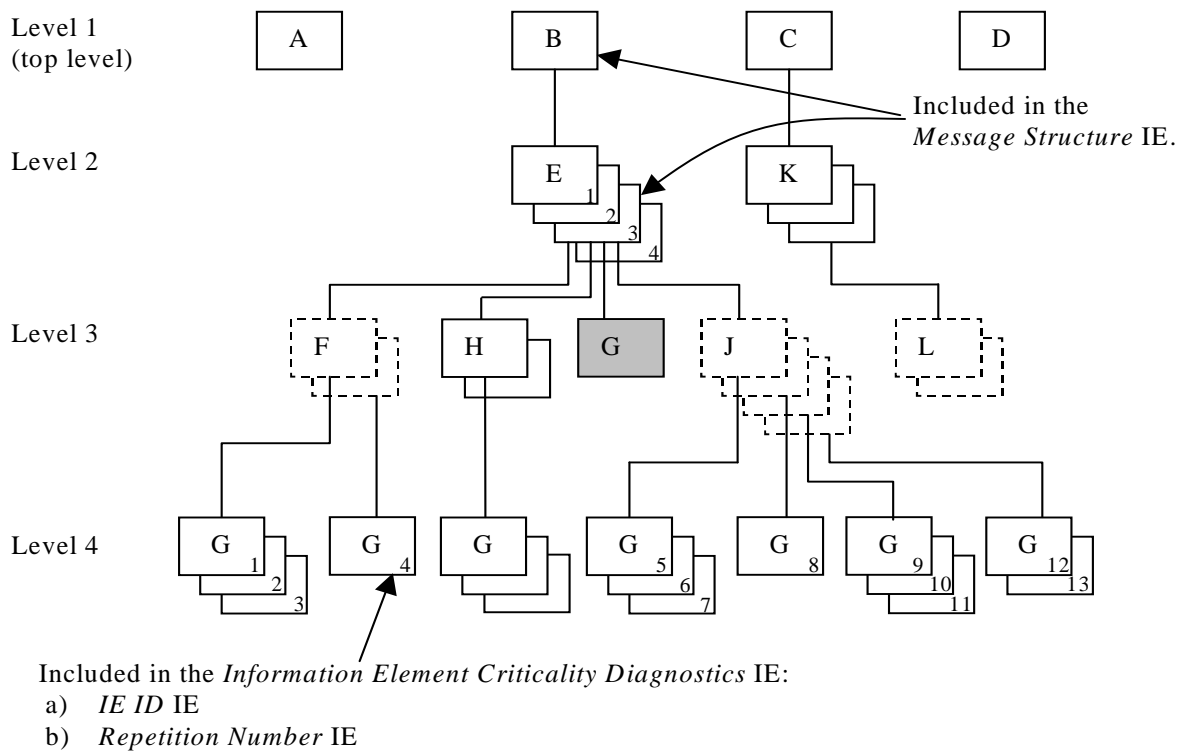 Level 1
(top level)
A
B
C
D
Included in the
Message Structure IE.
Level 2
E
1
2
3
4
K
Level 3
F
H
G
J
L
Level 4
G
1
2
3
G
4
G
G
5
6
7
G
8
G
9
10
11
G
12
13
Included in the Information Element Criticality Diagnostics IE:
a) IE ID IE
b) Repetition Number IE